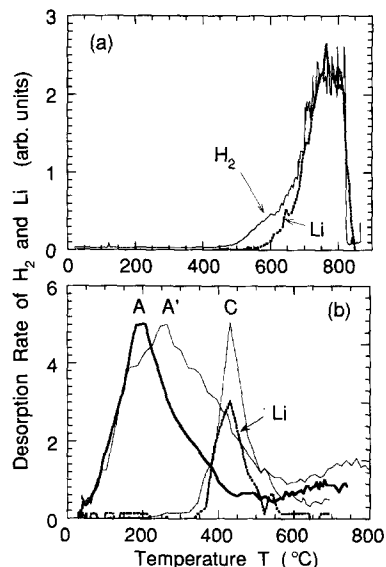 Desorption Rate of H2 and Li (arb. units)
(a)
3
2
1
0
H2
Li
0 200 400 600 800
(b)
A A' C
6
4
2
0
Li
0 200 400 600 800
Temperature T (°C)